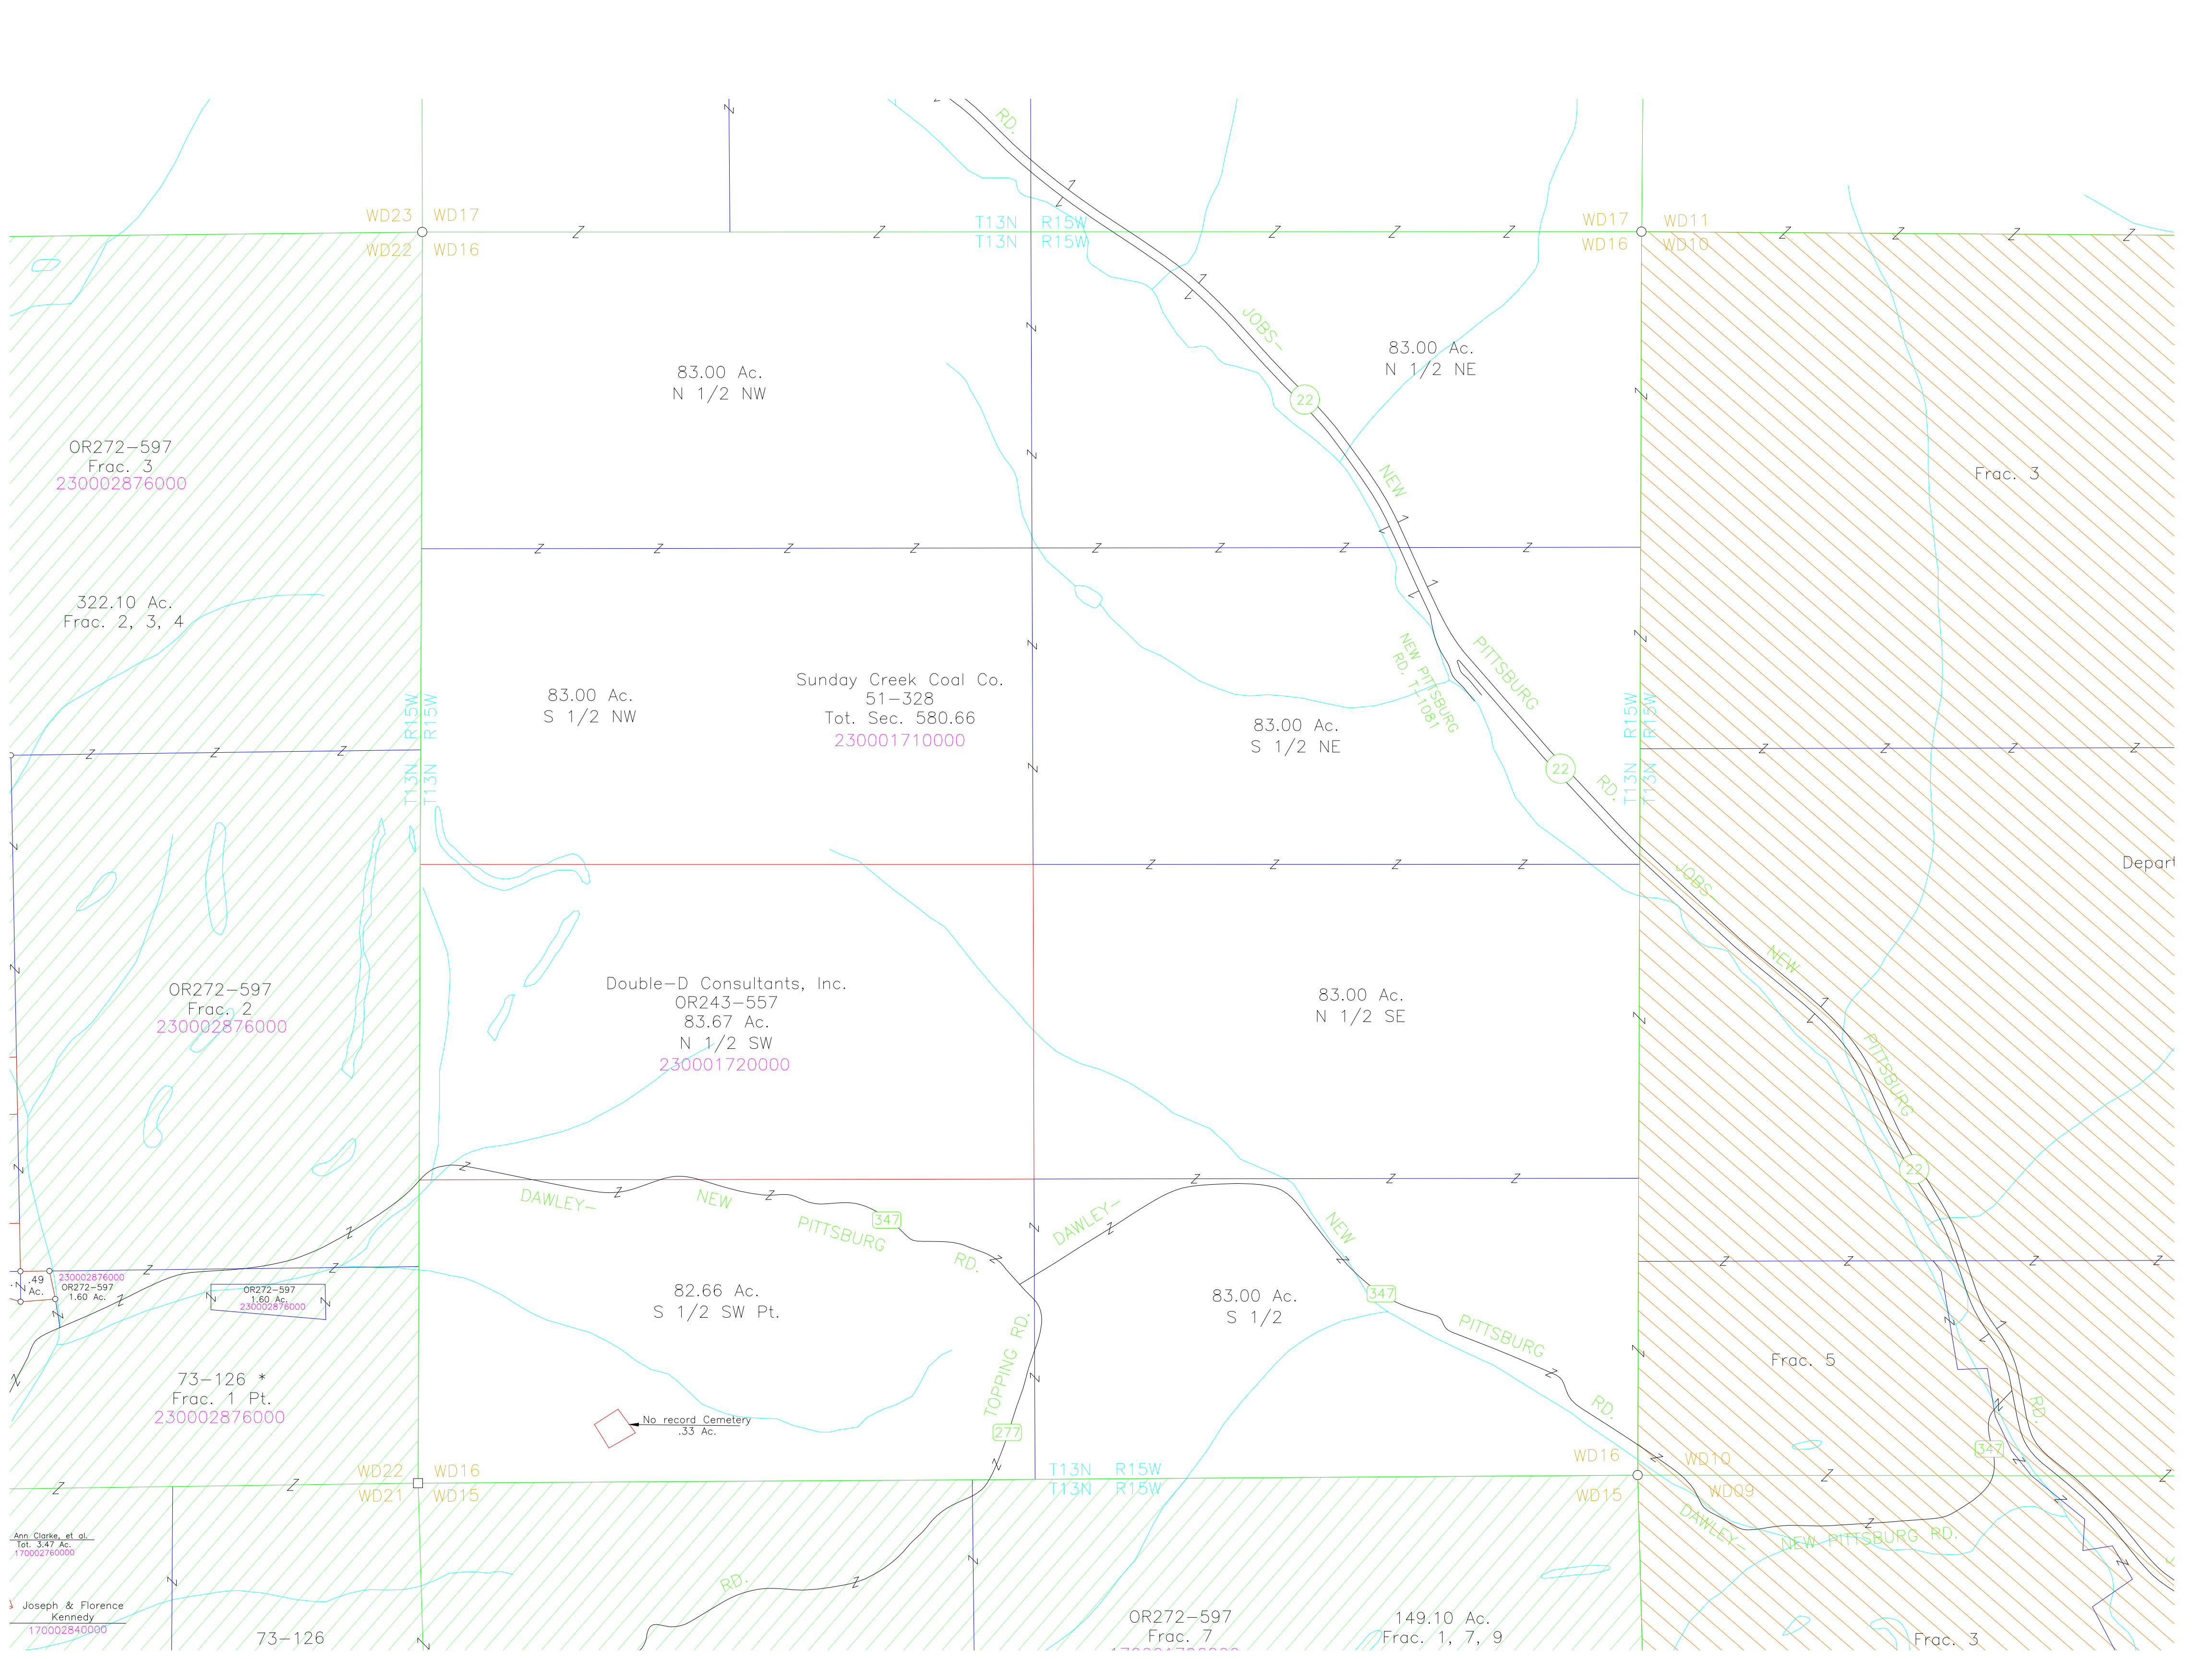 RD.
WD23 WD17
WD22 WD16
T13N R15W
T13N R15W
WD17 WD11
WD16 WD10
JOBS-
22
NEW
PITTSBURG
RD.
NEW PITTSBURG
RD. T-1081
22
83.00 Ac.
N 1/2 NW
83.00 Ac.
N 1/2 NE
OR272-597
Frac. 3
230002876000
Frac. 3
322.10 Ac.
Frac. 2, 3, 4
83.00 Ac.
S 1/2 NW
Sunday Creek Coal Co.
51-328
Tot. Sec. 580.66
230001710000
83.00 Ac.
S 1/2 NE
T13N R15W
T13N R15W
T13N R15W
T13N R15W
Depart
JOBS-
NEW
PITTSBURG
22
RD.
OR272-597
Frac. 2
230002876000
Double-D Consultants, Inc.
OR243-557
83.67 Ac.
N 1/2 SW
230001720000
83.00 Ac.
N 1/2 SE
DAWLEY-
NEW
PITTSBURG
347
RD.
DAWLEY-
NEW
347
PITTSBURG
RD.
.49
Ac.
230002876000
OR272-597
1.60 Ac.
OR272-597
1.60 Ac.
230002876000
82.66 Ac.
S 1/2 SW Pt.
83.00 Ac.
S 1/2
TOPPING RD.
277
Frac. 5
73-126 *
Frac. 1 Pt.
230002876000
No record Cemetery
.33 Ac.
347
WD22 WD16
WD21 WD15
T13N R15W
T13N R15W
WD16 WD10
WD15 WD09
DAWLEY-
NEW PITTSBURG RD.
Ann Clarke, et al.
Tot. 3.47 Ac.
170002760000
RD.
Joseph & Florence
Kennedy
170002840000
73-126
OR272-597
Frac. 7
149.10 Ac.
Frac. 1, 7, 9
Frac. 3